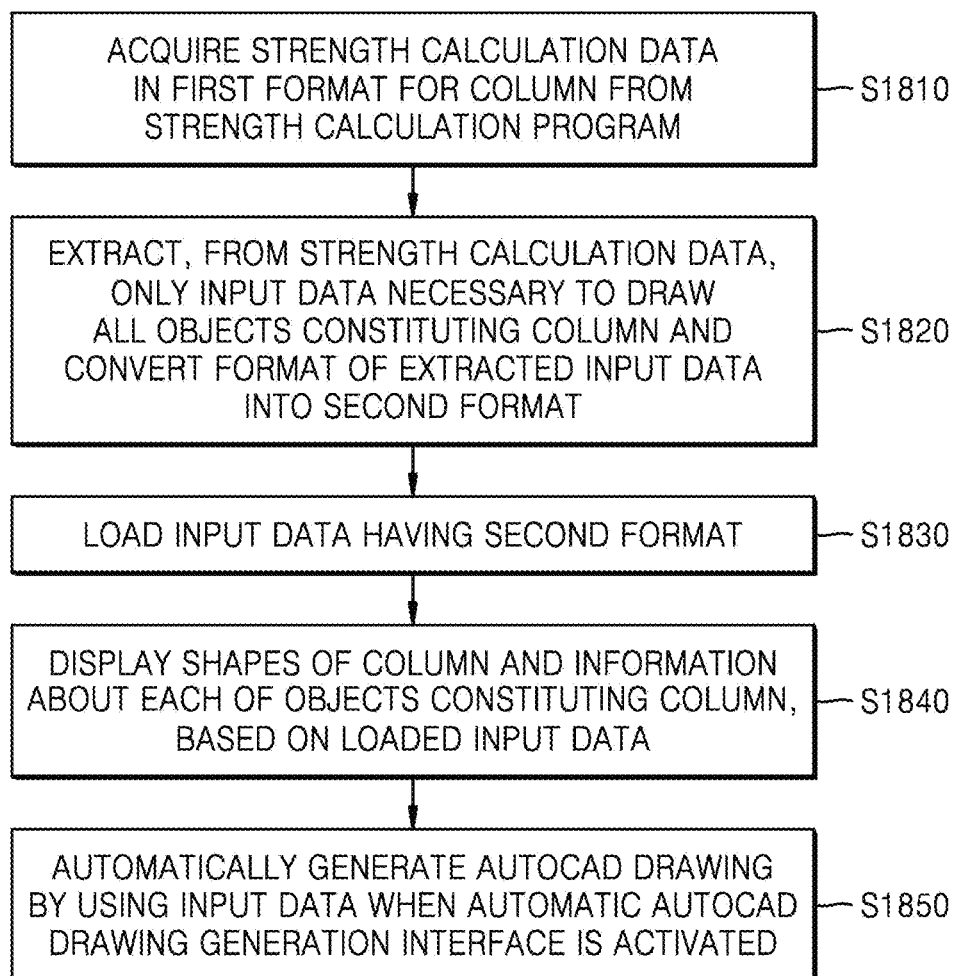 ACQUIRE STRENGTH CALCULATION DATA
IN FIRST FORMAT FOR COLUMN FROM
STRENGTH CALCULATION PROGRAM
S1810
EXTRACT, FROM STRENGTH CALCULATION DATA,
ONLY INPUT DATA NECESSARY TO DRAW
ALL OBJECTS CONSTITUTING COLUMN AND
CONVERT FORMAT OF EXTRACTED INPUT DATA
INTO SECOND FORMAT
S1820
LOAD INPUT DATA HAVING SECOND FORMAT
S1830
DISPLAY SHAPES OF COLUMN AND INFORMATION
ABOUT EACH OF OBJECTS CONSTITUTING COLUMN,
BASED ON LOADED INPUT DATA
S1840
AUTOMATICALLY GENERATE AUTOCAD DRAWING
BY USING INPUT DATA WHEN AUTOMATIC AUTOCAD
DRAWING GENERATION INTERFACE IS ACTIVATED
S1850